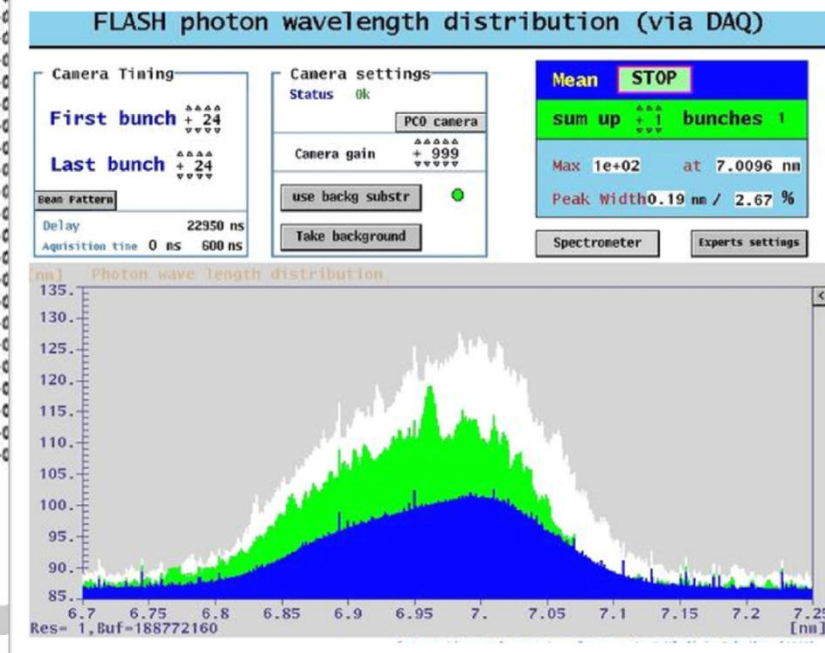 FLASH photon wavelength distribution (via DAQ)
Camera Timing
First bunch + 24
Last bunch + 24
Bean Pattern
Delay 22950 ns
Aquisition time 0 ms 600 ns
Camera settings
Status Ok
PCO camera
Camera gain + 999
use backg substr
Take background
Mean STOP
sum up + 1 bunches 1
Max 1e+02 at 7.0096 nm
Peak Width 0.19 nm / 2.67 %
Spectrometer Experts settings
[nm] Photon wave length distribution
<
135.
130.
125.
120.
115.
110.
105.
100.
95.
90.
85.
6.7 6.75 6.8 6.85 6.9 6.95 7. 7.05 7.1 7.15 7.2 7.25
Res= 1,Buf=188772160 [nm]